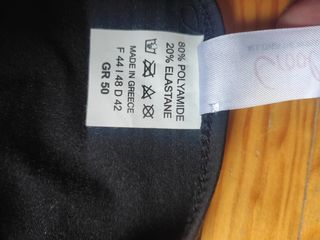 80% POLYAMIDE
20% ELASTANE
MADE IN GREECE
F 44 I 48 D 42
GR 50